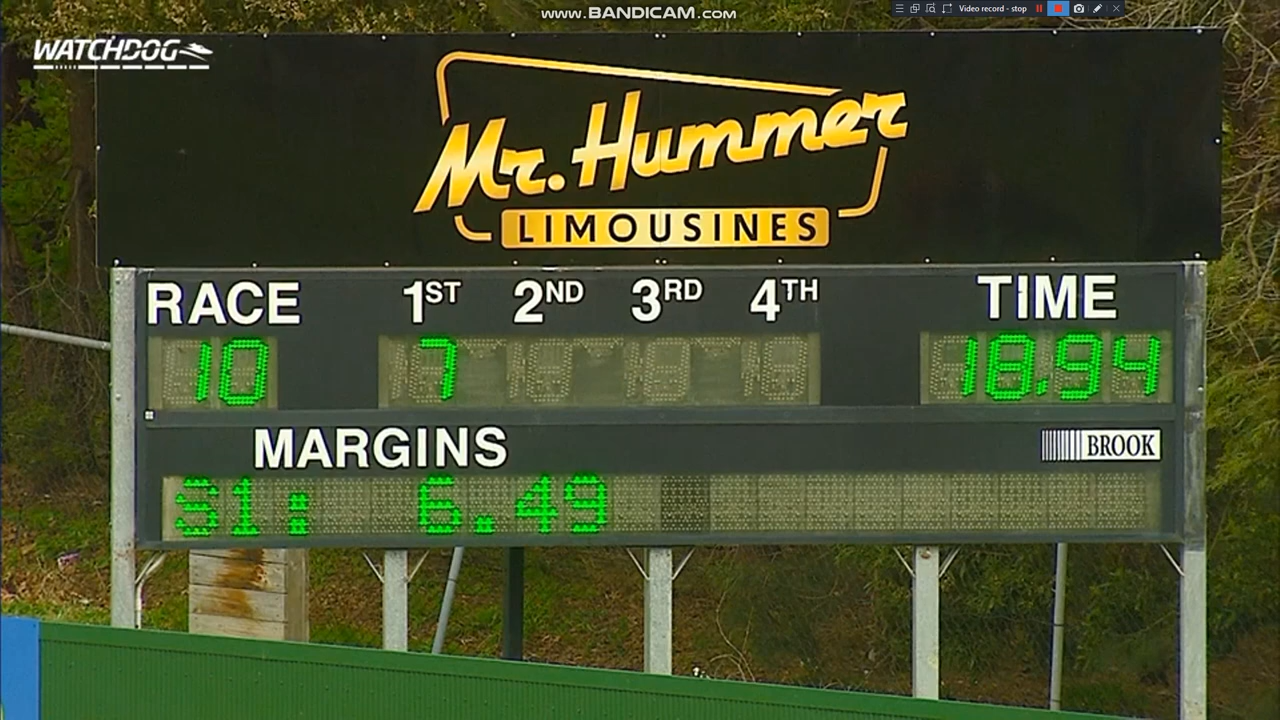 www.BANDICAM.com
Video record - stop
WATCHDOG
Mr. Hummer
LIMOUSINES
RACE 1ST 2ND 3RD 4TH TIME
10 7 18.94
MARGINS
BROOK
S1: 6.49